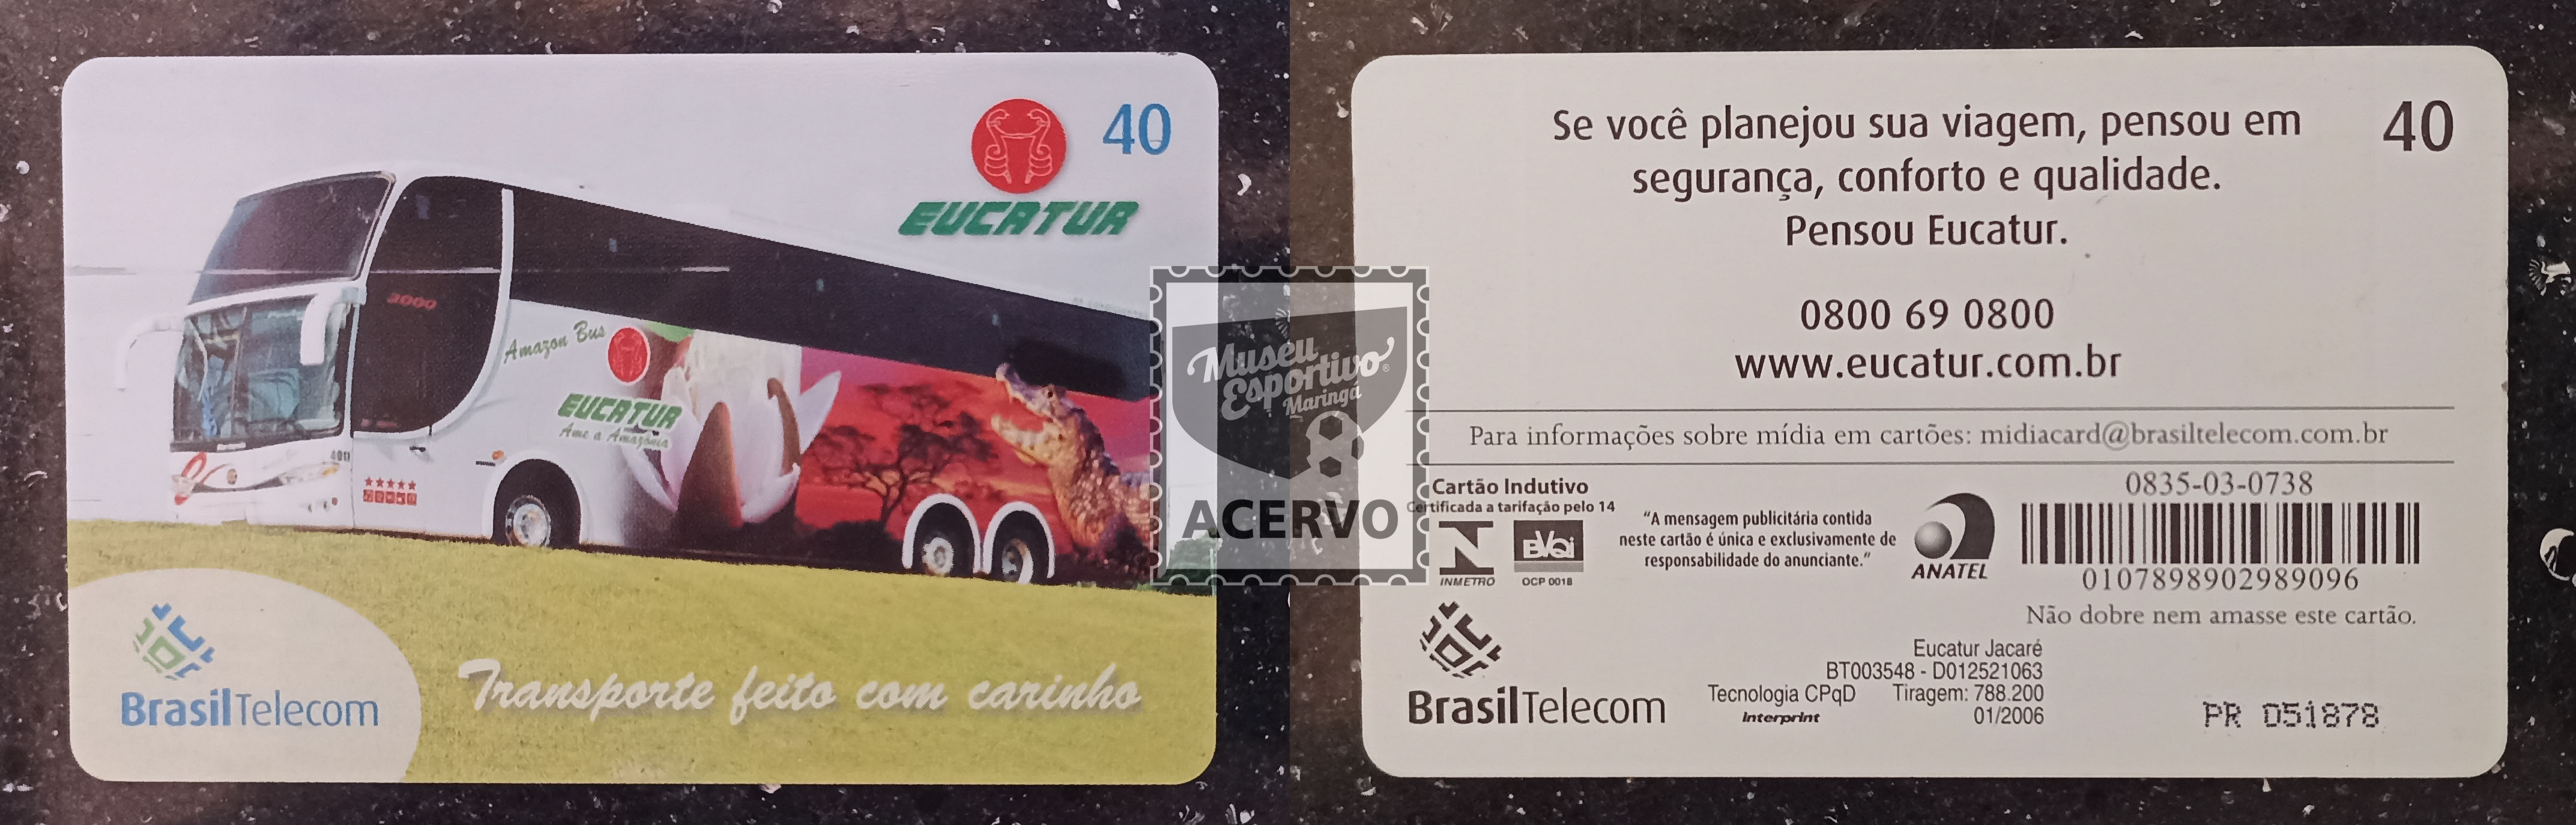 40
EUCATUR
2000
Amazon Bus
EUCATUR
Ame a Amazônia
400
BrasilTelecom
Transporte feito com carinho
Museu
Esportivo
Maringá
ACERVO
Se você planejou sua viagem, pensou em
segurança, conforto e qualidade.
Pensou Eucatur.
40
0800 69 0800
www.eucatur.com.br
Para informações sobre mídia em cartões: midiacard@brasiltelecom.com.br
Cartão Indutivo
Certificada a tarifação pelo 14
INMETRO
BVQi
OCP 0018
"A mensagem publicitária contida
neste cartão é única e exclusivamente de
responsabilidade do anunciante."
ANATEL
0835-03-0738
0107898902989096
Não dobre nem amasse este cartão.
BrasilTelecom
Eucatur Jacaré
BT003548 - D012521063
Tecnologia CPqD Tiragem: 788.200
interprint 01/2006
PR 051878